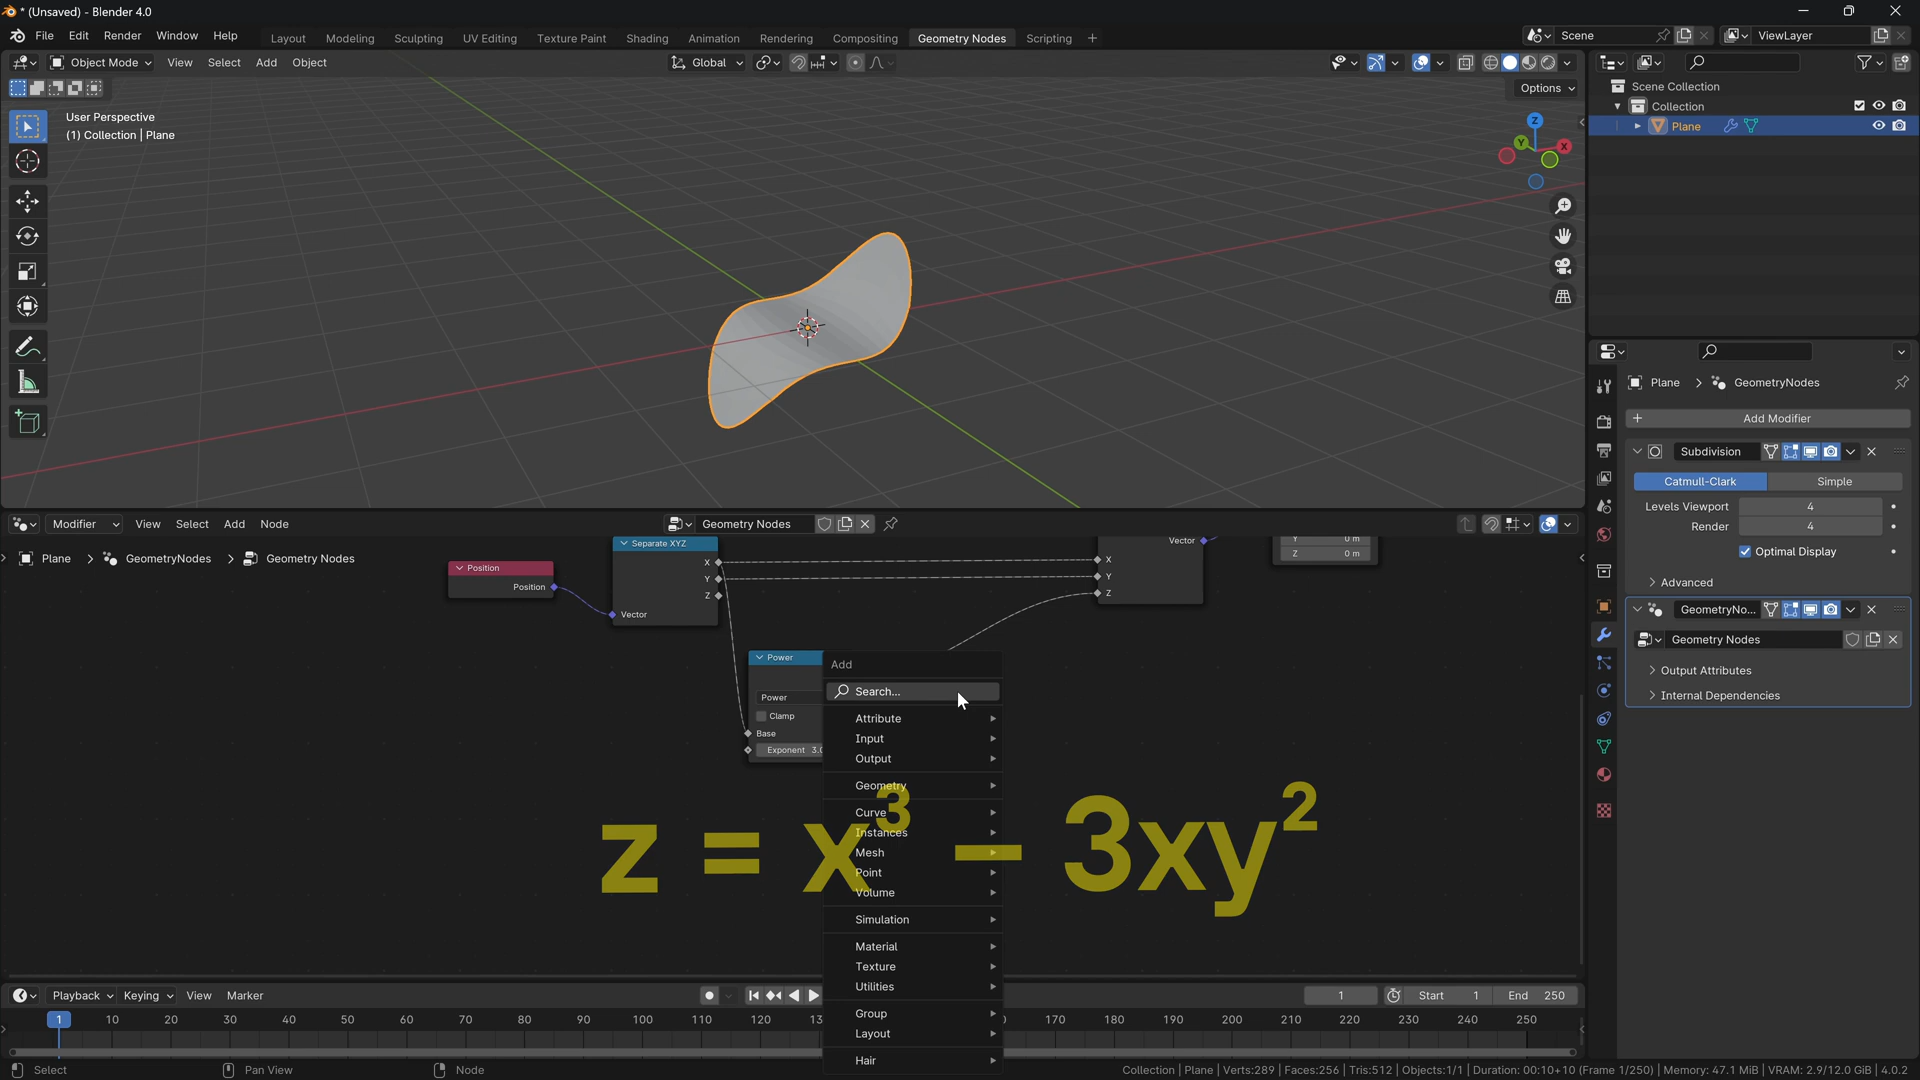 * (Unsaved) - Blender 4.0
File Edit Render Window Help Layout Modeling Sculpting UV Editing Texture Paint Shading Animation Rendering Compositing Geometry Nodes Scripting + Scene ViewLayer
Object Mode View Select Add Object Global
Options
User Perspective
(1) Collection | Plane
Z
Y
X
Scene Collection
Collection
Plane
Plane > GeometryNodes
+ Add Modifier
Subdivision
Catmull-Clark Simple
Levels Viewport 4
Render 4
Optimal Display
> Advanced
GeometryNo...
Geometry Nodes
> Output Attributes
> Internal Dependencies
Modifier View Select Add Node Geometry Nodes
Plane > GeometryNodes > Geometry Nodes
Position
Position
Separate XYZ
X
Y
Z
Vector
Vector
X
Y
Z
Y 0 m
Z 0 m
Power
Power
Clamp
Base
Exponent 3.0
Add
Search...
Attribute
Input
Output
Geometry
Curve
Instances
Mesh
Point
Volume
Simulation
Material
Texture
Utilities
Group
Layout
Hair
z = x³ – 3xy²
Playback Keying View Marker 1 Start 1 End 250
1 10 20 30 40 50 60 70 80 90 100 110 120 13 170 180 190 200 210 220 230 240 250
Select Pan View Node Collection | Plane | Verts:289 | Faces:256 | Tris:512 | Objects:1/1 | Duration: 00:10+10 (Frame 1/250) | Memory: 47.1 MiB | VRAM: 2.9/12.0 GiB | 4.0.2